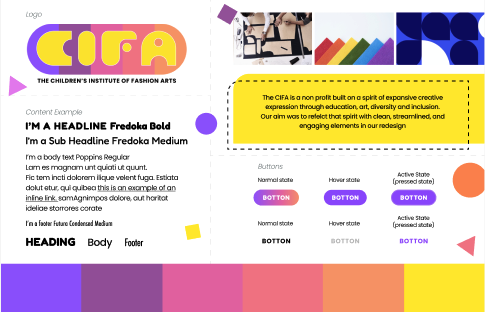 Logo
CIFA
THE CHILDREN'S INSTITUTE OF FASHION ARTS
Content Example
I'M A HEADLINE Fredoka Bold
I'm a Sub Headline Fredoka Medium
I'm a body text Poppins Regular
Lam es magnam unt quiati ut quunt.
Fic tem incti dolorem ilique velent fuga. Estiata
dolut etur, qui quibea this is an example of an
inline link. samAgnimpos dolore, aut haritat
idellae storrores corate
I'm a Footer Futura Condensed Medium
HEADING Body Footer
The CIFA is a non profit built on a spirit of expansive creative
expression through education, art, diversity and inclusion.
Our aim was to refelct that spirit with clean, streamlined, and
engaging elements in our redesign
Buttons
Normal state Hover state Active State
(pressed state)
BOTTON BOTTON BOTTON
Normal state Hover state Active State
(pressed state)
BOTTON BOTTON BOTTON